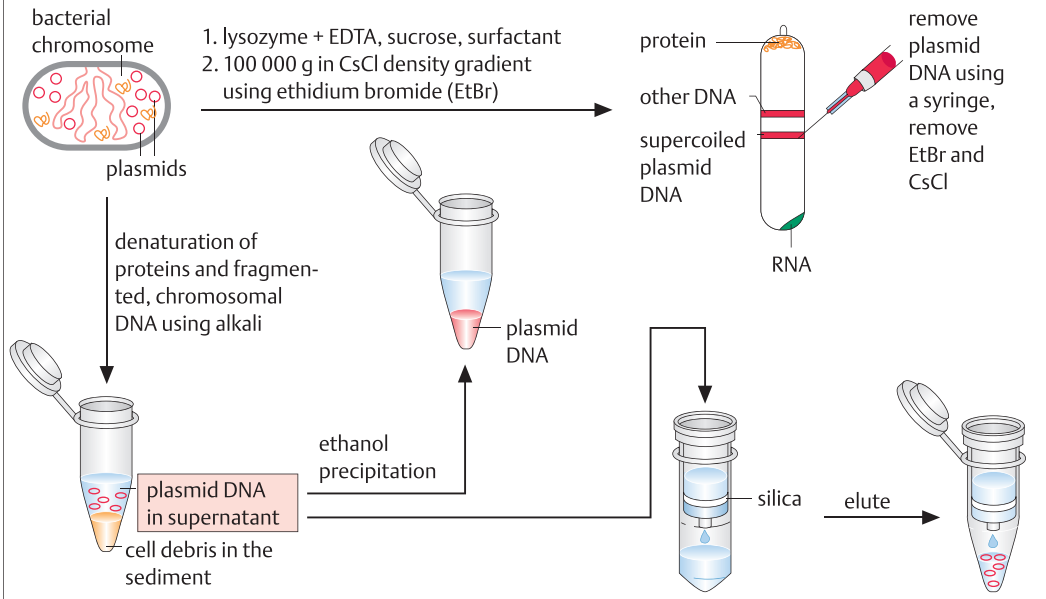 bacterial
chromosome
1. lysozyme + EDTA, sucrose, surfactant
2. 100 000 g in CsCl density gradient
using ethidium bromide (EtBr)
protein
other DNA
supercoiled
plasmid
DNA
RNA
remove
plasmid
DNA using
a syringe,
remove
EtBr and
CsCl
plasmids
denaturation of
proteins and fragmen-
ted, chromosomal
DNA using alkali
plasmid
DNA
ethanol
precipitation
plasmid DNA
in supernatant
cell debris in the
sediment
silica
elute